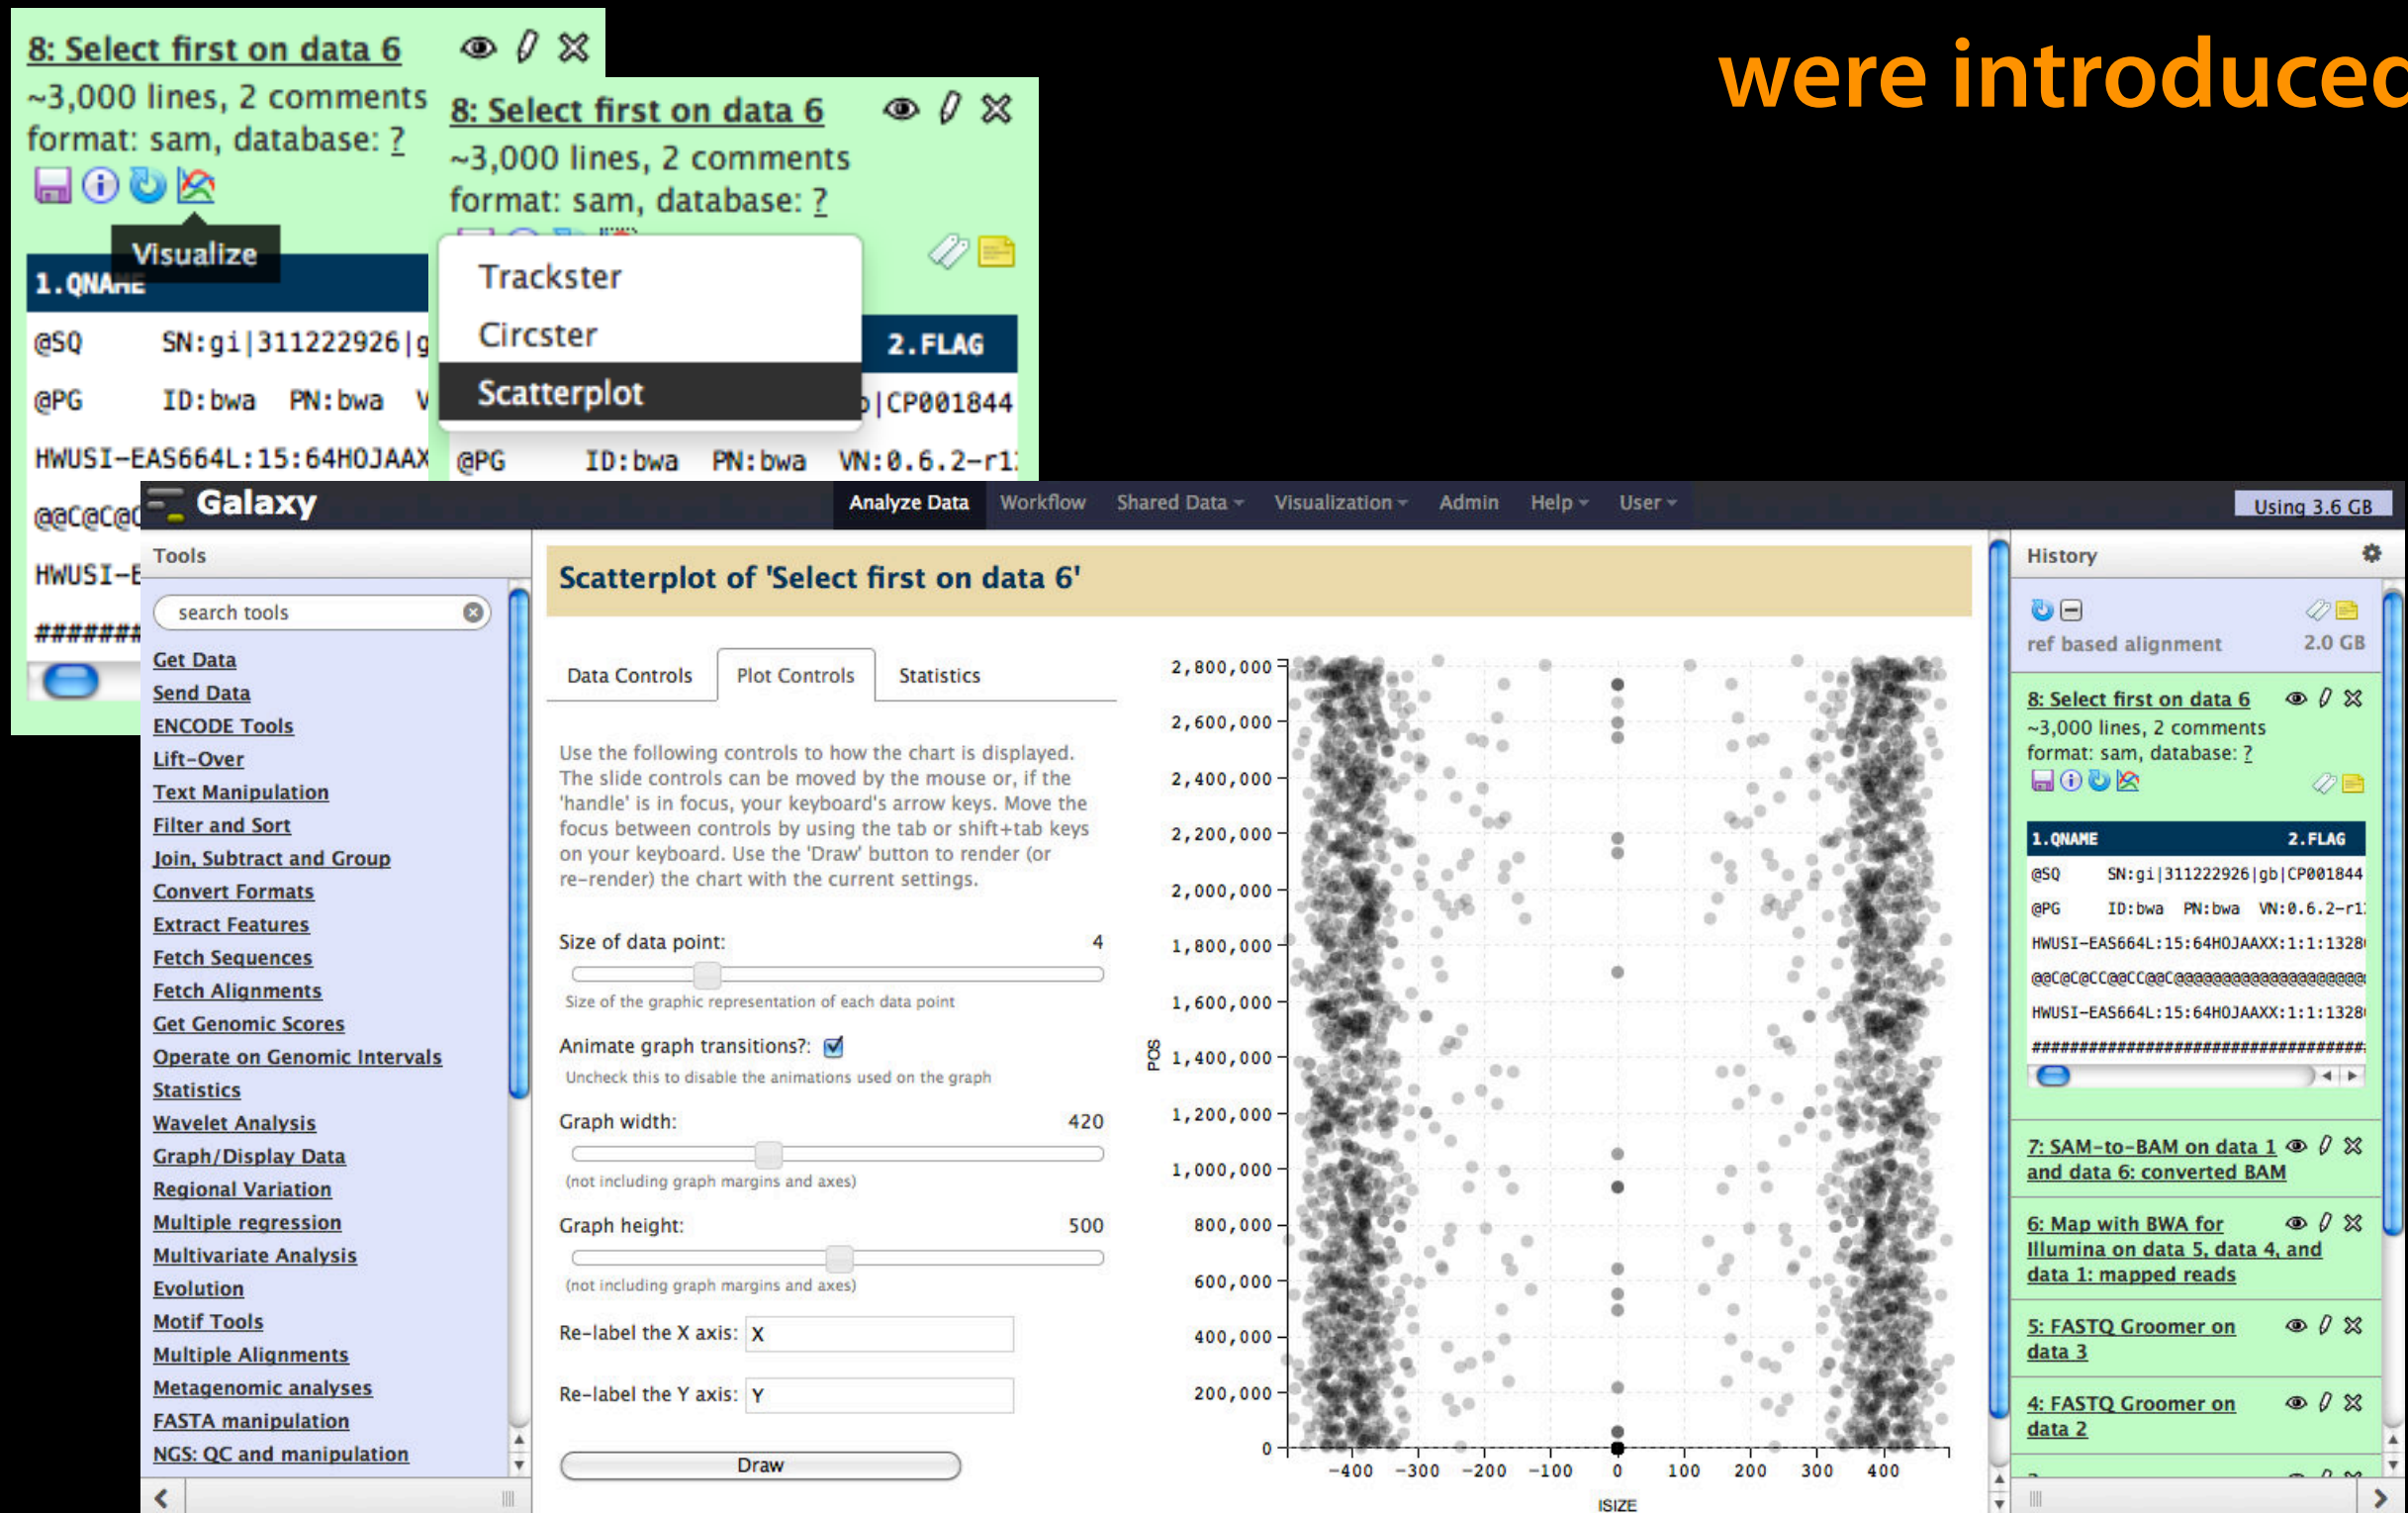 were introduced
8: Select first on data 6
~3,000 lines, 2 comments
format: sam, database: ?
Visualize
1.QNAME
@SQ SN:gi|311222926|g
@PG ID:bwa PN:bwa V
HWUSI-EAS664L:15:64HOJAAX
@@C@C@C
HWUSI-E
#######
8: Select first on data 6
~3,000 lines, 2 comments
format: sam, database: ?
Trackster
Circster
Scatterplot
2.FLAG
b|CP001844
@PG ID:bwa PN:bwa VN:0.6.2-r1
Galaxy
Analyze Data Workflow Shared Data Visualization Admin Help User
Using 3.6 GB
Tools
search tools
Get Data
Send Data
ENCODE Tools
Lift-Over
Text Manipulation
Filter and Sort
Join, Subtract and Group
Convert Formats
Extract Features
Fetch Sequences
Fetch Alignments
Get Genomic Scores
Operate on Genomic Intervals
Statistics
Wavelet Analysis
Graph/Display Data
Regional Variation
Multiple regression
Multivariate Analysis
Evolution
Motif Tools
Multiple Alignments
Metagenomic analyses
FASTA manipulation
NGS: QC and manipulation
Scatterplot of 'Select first on data 6'
Data Controls Plot Controls Statistics
Use the following controls to how the chart is displayed.
The slide controls can be moved by the mouse or, if the
'handle' is in focus, your keyboard's arrow keys. Move the
focus between controls by using the tab or shift+tab keys
on your keyboard. Use the 'Draw' button to render (or
re-render) the chart with the current settings.
Size of data point: 4
Size of the graphic representation of each data point
Animate graph transitions?:
Uncheck this to disable the animations used on the graph
Graph width: 420
(not including graph margins and axes)
Graph height: 500
(not including graph margins and axes)
Re-label the X axis: X
Re-label the Y axis: Y
Draw
2,800,000
2,600,000
2,400,000
2,200,000
2,000,000
1,800,000
1,600,000
1,400,000
1,200,000
1,000,000
800,000
600,000
400,000
200,000
0
POS
-400 -300 -200 -100 0 100 200 300 400
ISIZE
History
ref based alignment 2.0 GB
8: Select first on data 6
~3,000 lines, 2 comments
format: sam, database: ?
1.QNAME 2.FLAG
@SQ SN:gi|311222926|gb|CP001844
@PG ID:bwa PN:bwa VN:0.6.2-r1
HWUSI-EAS664L:15:64HOJAAXX:1:1:1328
@@C@C@CC@@CC@@C@@@@@@@@@@@@@@@@@@@@
HWUSI-EAS664L:15:64HOJAAXX:1:1:1328
###################################
7: SAM-to-BAM on data 1
and data 6: converted BAM
6: Map with BWA for
Illumina on data 5, data 4, and
data 1: mapped reads
5: FASTQ Groomer on
data 3
4: FASTQ Groomer on
data 2